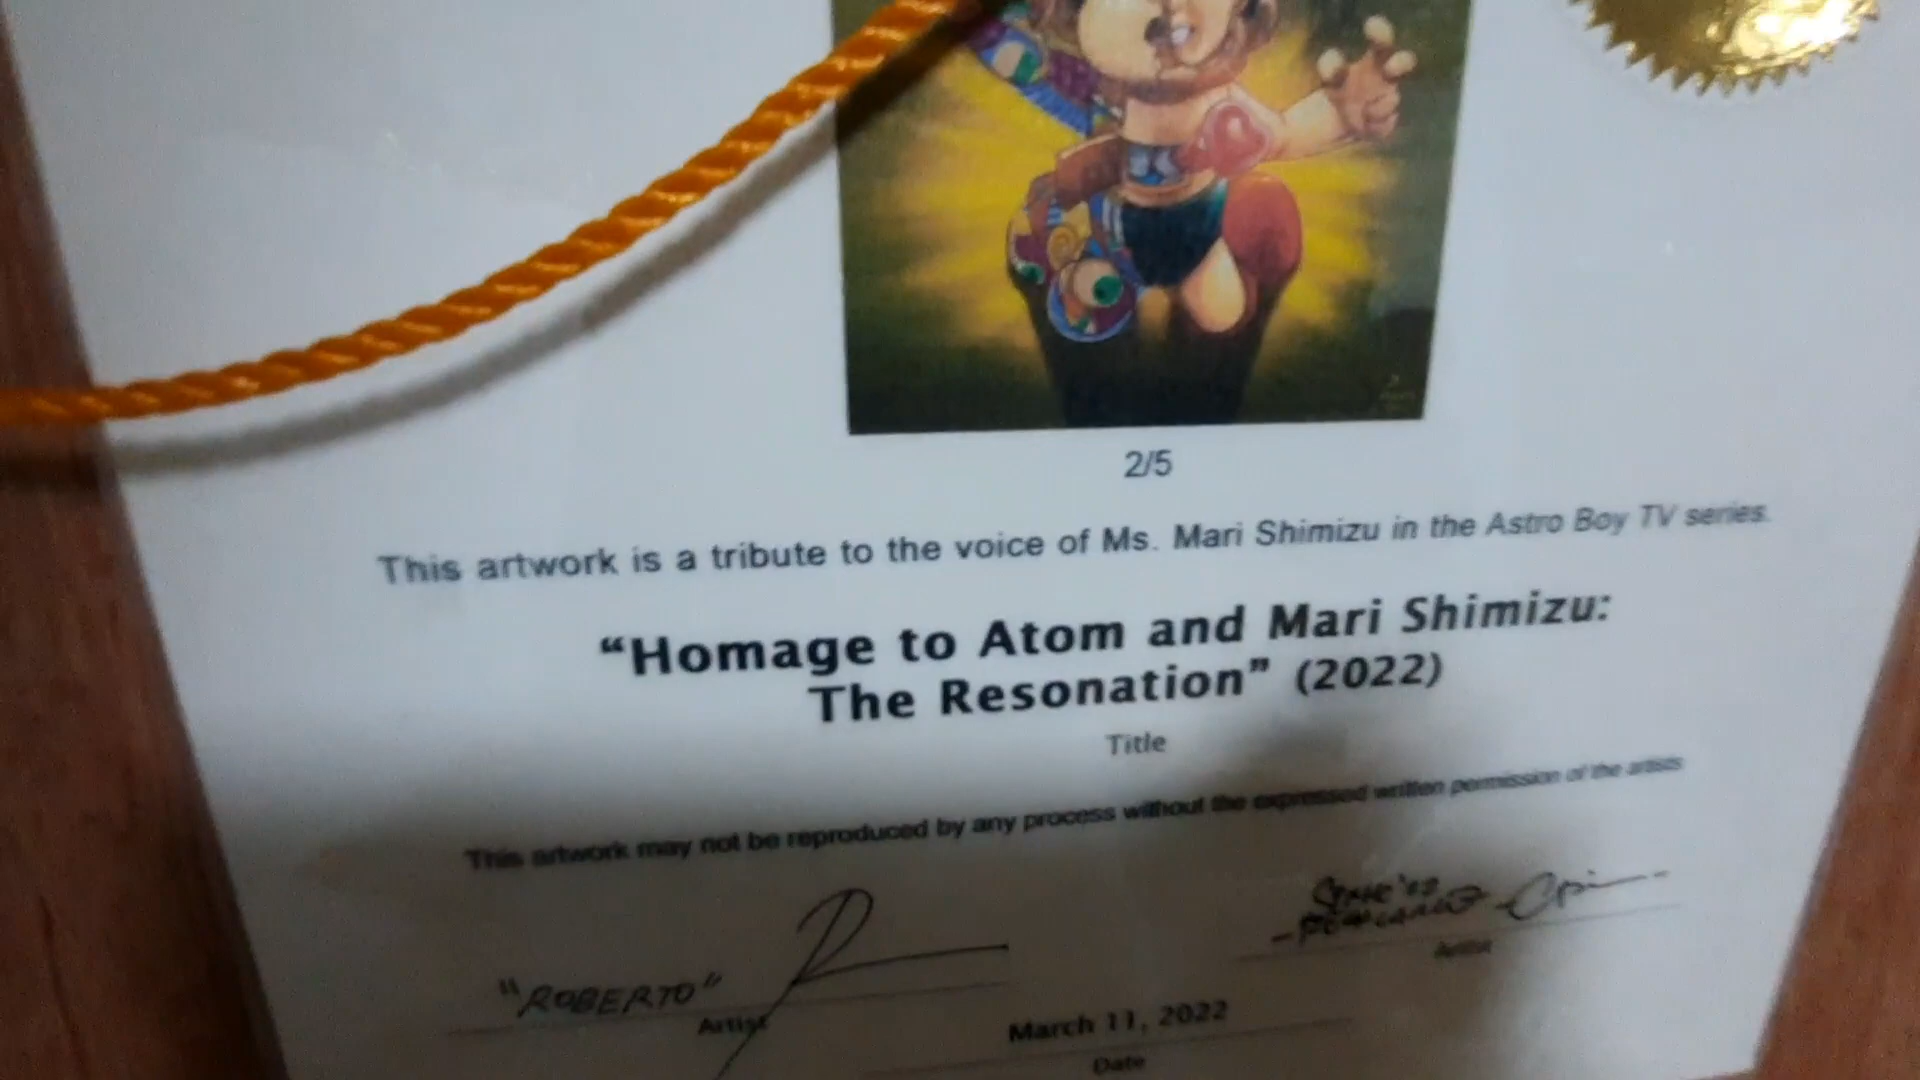 2/5
This artwork is a tribute to the voice of Ms. Mari Shimizu in the Astro Boy TV series.
“Homage to Atom and Mari Shimizu:
The Resonation” (2022)
Title
This artwork may not be reproduced by any process without the expressed written permission of the artists
"ROBERTO"
Artist
Artist
March 11, 2022
Date